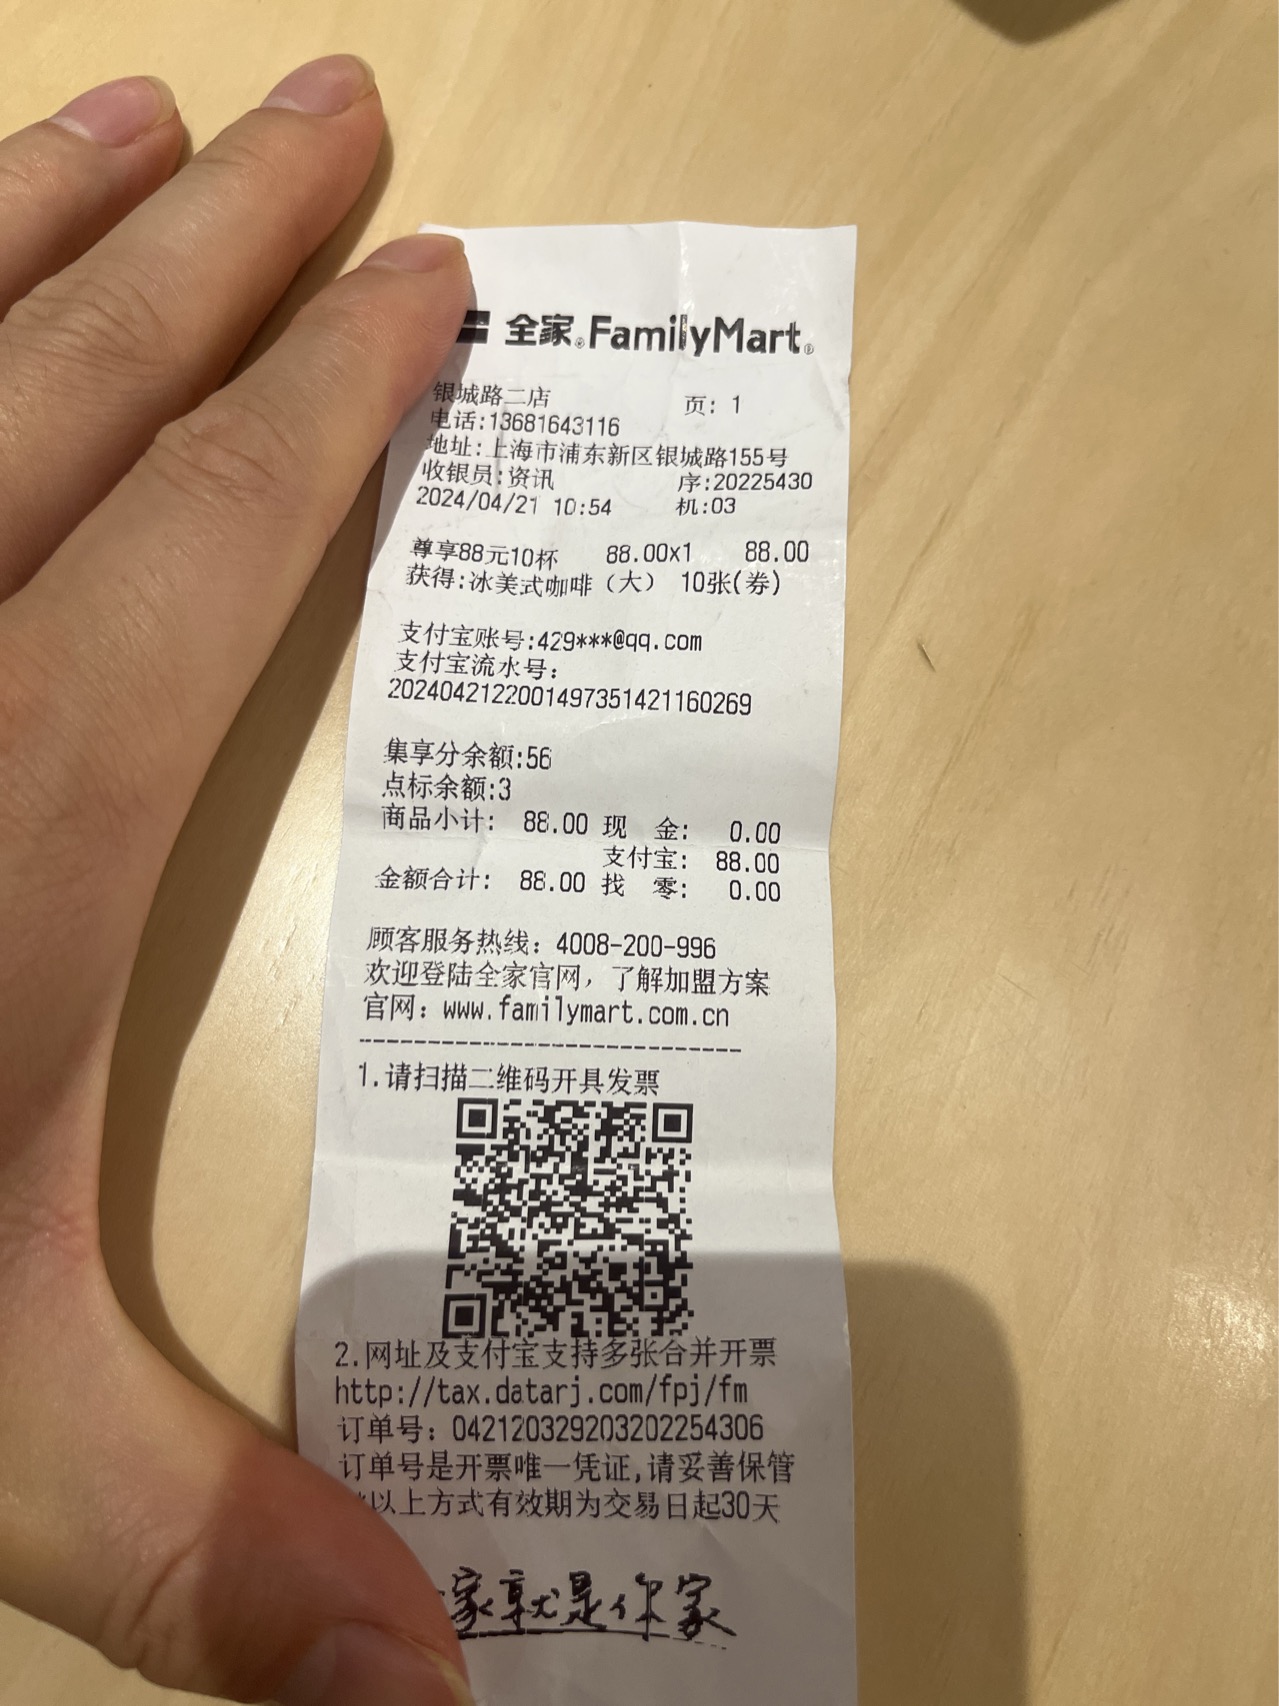 全家®FamilyMart®
银城路二店 页: 1
电话:13681643116
地址:上海市浦东新区银城路155号
收银员:资讯 序:20225430
2024/04/21 10:54 机:03
尊享88元10杯 88.00x1 88.00
获得:冰美式咖啡（大） 10张(券)
支付宝账号:429***@qq.com
支付宝流水号:
2024042122001497351421160269
集享分余额:56
点标余额:3
商品小计: 88.00 现 金: 0.00
支付宝: 88.00
金额合计: 88.00 找 零: 0.00
顾客服务热线: 4008-200-996
欢迎登陆全家官网, 了解加盟方案
官网: www.familymart.com.cn
1.请扫描二维码开具发票
2.网址及支付宝支持多张合并开票
http://tax.datarj.com/fpj/fm
订单号: 042120329203202254306
订单号是开票唯一凭证,请妥善保管
*以上方式有效期为交易日起30天
家就是你家